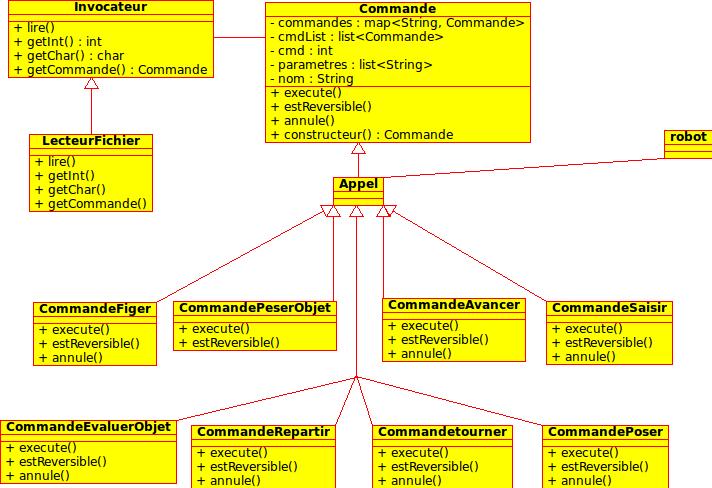 Invocateur
+ lire()
+ getInt() : int
+ getChar() : char
+ getCommande() : Commande
Commande
- commandes : map<String, Commande>
- cmdList : list<Commande>
- cmd : int
- parametres : list<String>
- nom : String
+ execute()
+ estReversible()
+ annule()
+ constructeur() : Commande
LecteurFichier
+ lire()
+ getInt()
+ getChar()
+ getCommande()
robot
Appel
CommandeFiger
+ execute()
+ estReversible()
+ annule()
CommandePeserObjet
+ execute()
+ estReversible()
CommandeAvancer
+ execute()
+ estReversible()
+ annule()
CommandeSaisir
+ execute()
+ estReversible()
+ annule()
CommandeEvaluerObjet
+ execute()
+ estReversible()
+ annule()
CommandeRepartir
+ execute()
+ estReversible()
+ annule()
Commandetourner
+ execute()
+ estReversible()
+ annule()
CommandePoser
+ execute()
+ estReversible()
+ annule()